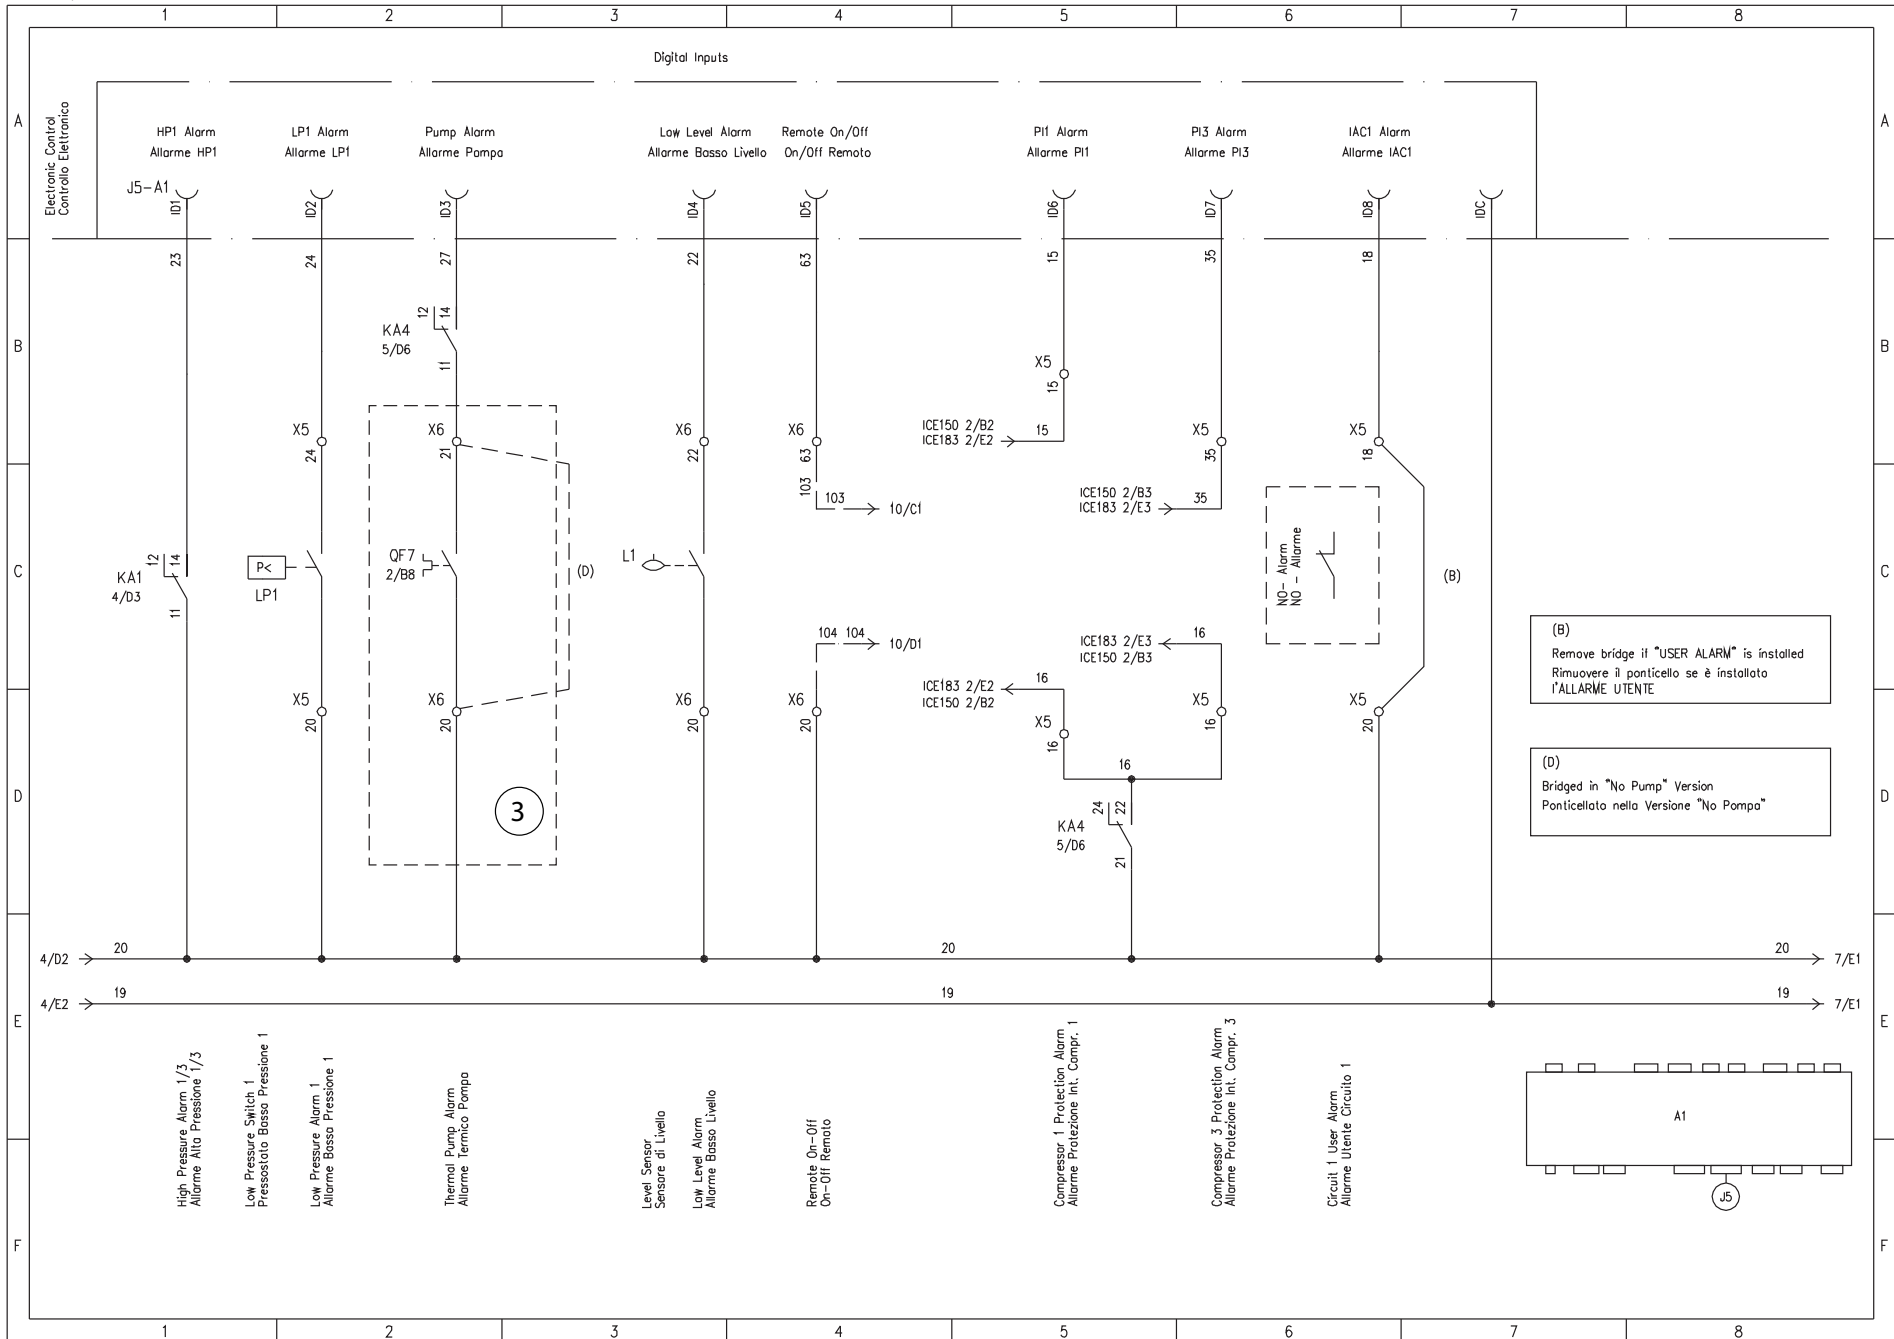 1 2 3 4 5 6 7 8
Digital Inputs
A A
Electronic Control
Controllo Elettronico
HP1 Alarm
Allarme HP1
LP1 Alarm
Allarme LP1
Pump Alarm
Allarme Pompa
Low Level Alarm
Allarme Basso Livello
Remote On/Off
On/Off Remoto
PI1 Alarm
Allarme PI1
PI3 Alarm
Allarme PI3
IAC1 Alarm
Allarme IAC1
J5-A1
ID1 ID2 ID3 ID4 ID5 ID6 ID7 ID8 IDC
23 24 27 22 63 15 35 18
B B
12 14
KA4
5/D6
11
X5
15
X5
24
X6
21
X6
22
X6
63
ICE150 2/B2
ICE183 2/E2
15
X5
35
X5
18
103
103
10/C1
ICE150 2/B3
ICE183 2/E3
35
C C
12 14
KA1
4/D3
11
P<
LP1
QF7
2/B8
(D)
L1
NO- Alarm
NO - Allarme
(B)
104 104
10/D1
ICE183 2/E3
ICE150 2/B3
16
(B)
Remove bridge if "USER ALARM" is installed
Rimuovere il ponticello se è installato
l'ALLARME UTENTE
ICE183 2/E2
ICE150 2/B2
16
X5
20
X6
20
X6
20
X6
20
X5
16
X5
16
X5
20
16
(D)
Bridged in "No Pump" Version
Ponticellato nella Versione "No Pompa"
D D
3
24 22
KA4
5/D6
21
4/D2
20 20 20
7/E1
4/E2
19 19 19
7/E1
E E
High Pressure Alarm 1/3
Allarme Alta Pressione 1/3
Low Pressure Switch 1
Pressostato Bassa Pressione 1
Low Pressure Alarm 1
Allarme Bassa Pressione 1
Thermal Pump Alarm
Allarme Termico Pompa
Level Sensor
Sensore di Livello
Low Level Alarm
Allarme Basso Livello
Remote On-Off
On-Off Remoto
Compressor 1 Protection Alarm
Allarme Protezione Int. Compr. 1
Compressor 3 Protection Alarm
Allarme Protezione Int. Compr. 3
Circuit 1 User Alarm
Allarme Utente Circuito 1
A1
J5
F F
1 2 3 4 5 6 7 8